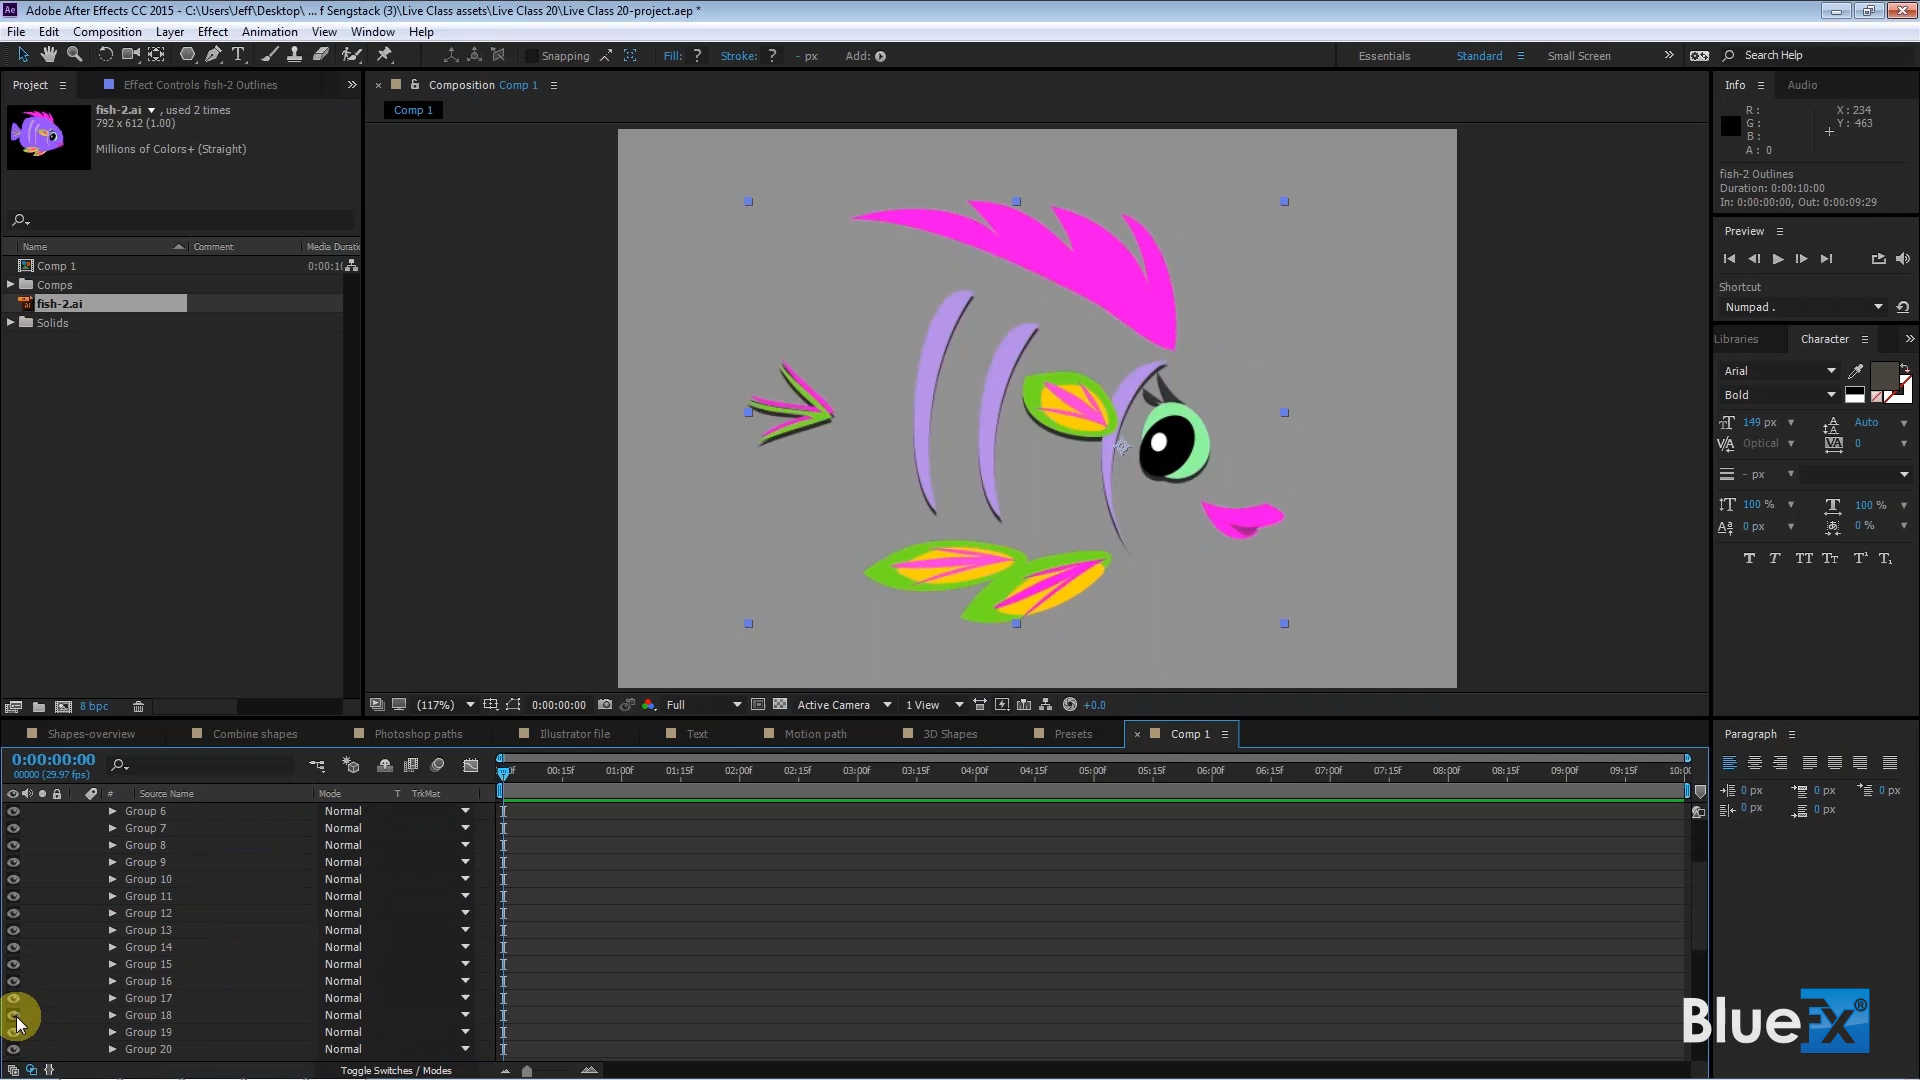 Ae Adobe After Effects CC 2015 - C:\Users\Jeff\Desktop\ ... f Sengstack (3)\Live Class assets\Live Class 20\Live Class 20-project.aep *
File Edit Composition Layer Effect Animation View Window Help
Snapping Fill: ? Stroke: ? - px Add: Essentials Standard Small Screen Search Help
Project Effect Controls fish-2 Outlines
fish-2.ai , used 2 times
792 x 612 (1.00)
Millions of Colors+ (Straight)
Name Comment Media Durati
Comp 1 0:00:1
Comps
fish-2.ai
Solids
8 bpc
Composition Comp 1
Comp 1
(117%) 0:00:00:00 Full Active Camera 1 View +0.0
Info Audio
R: X: 234
G: Y: 463
B:
A: 0
fish-2 Outlines
Duration: 0:00:10:00
In: 0:00:00:00, Out: 0:00:09:29
Preview
Shortcut
Numpad .
Libraries Character
Arial
Bold
149 px Auto
Optical 0
- px
100 % 100 %
0 px 0 %
T T TT Tt T¹ T₁
Paragraph
0 px 0 px 0 px
0 px 0 px
Shapes-overview Combine shapes Photoshop paths Illustrator file Text Motion path 3D Shapes Presets Comp 1
0:00:00:00
00000 (29.97 fps)
00:15f 01:00f 01:15f 02:00f 02:15f 03:00f 03:15f 04:00f 04:15f 05:00f 05:15f 06:00f 06:15f 07:00f 07:15f 08:00f 08:15f 09:00f 09:15f 10:00
# Source Name Mode T TrkMat
Group 6 Normal
Group 7 Normal
Group 8 Normal
Group 9 Normal
Group 10 Normal
Group 11 Normal
Group 12 Normal
Group 13 Normal
Group 14 Normal
Group 15 Normal
Group 16 Normal
Group 17 Normal
Group 18 Normal
Group 19 Normal
Group 20 Normal
Toggle Switches / Modes
BlueFX®